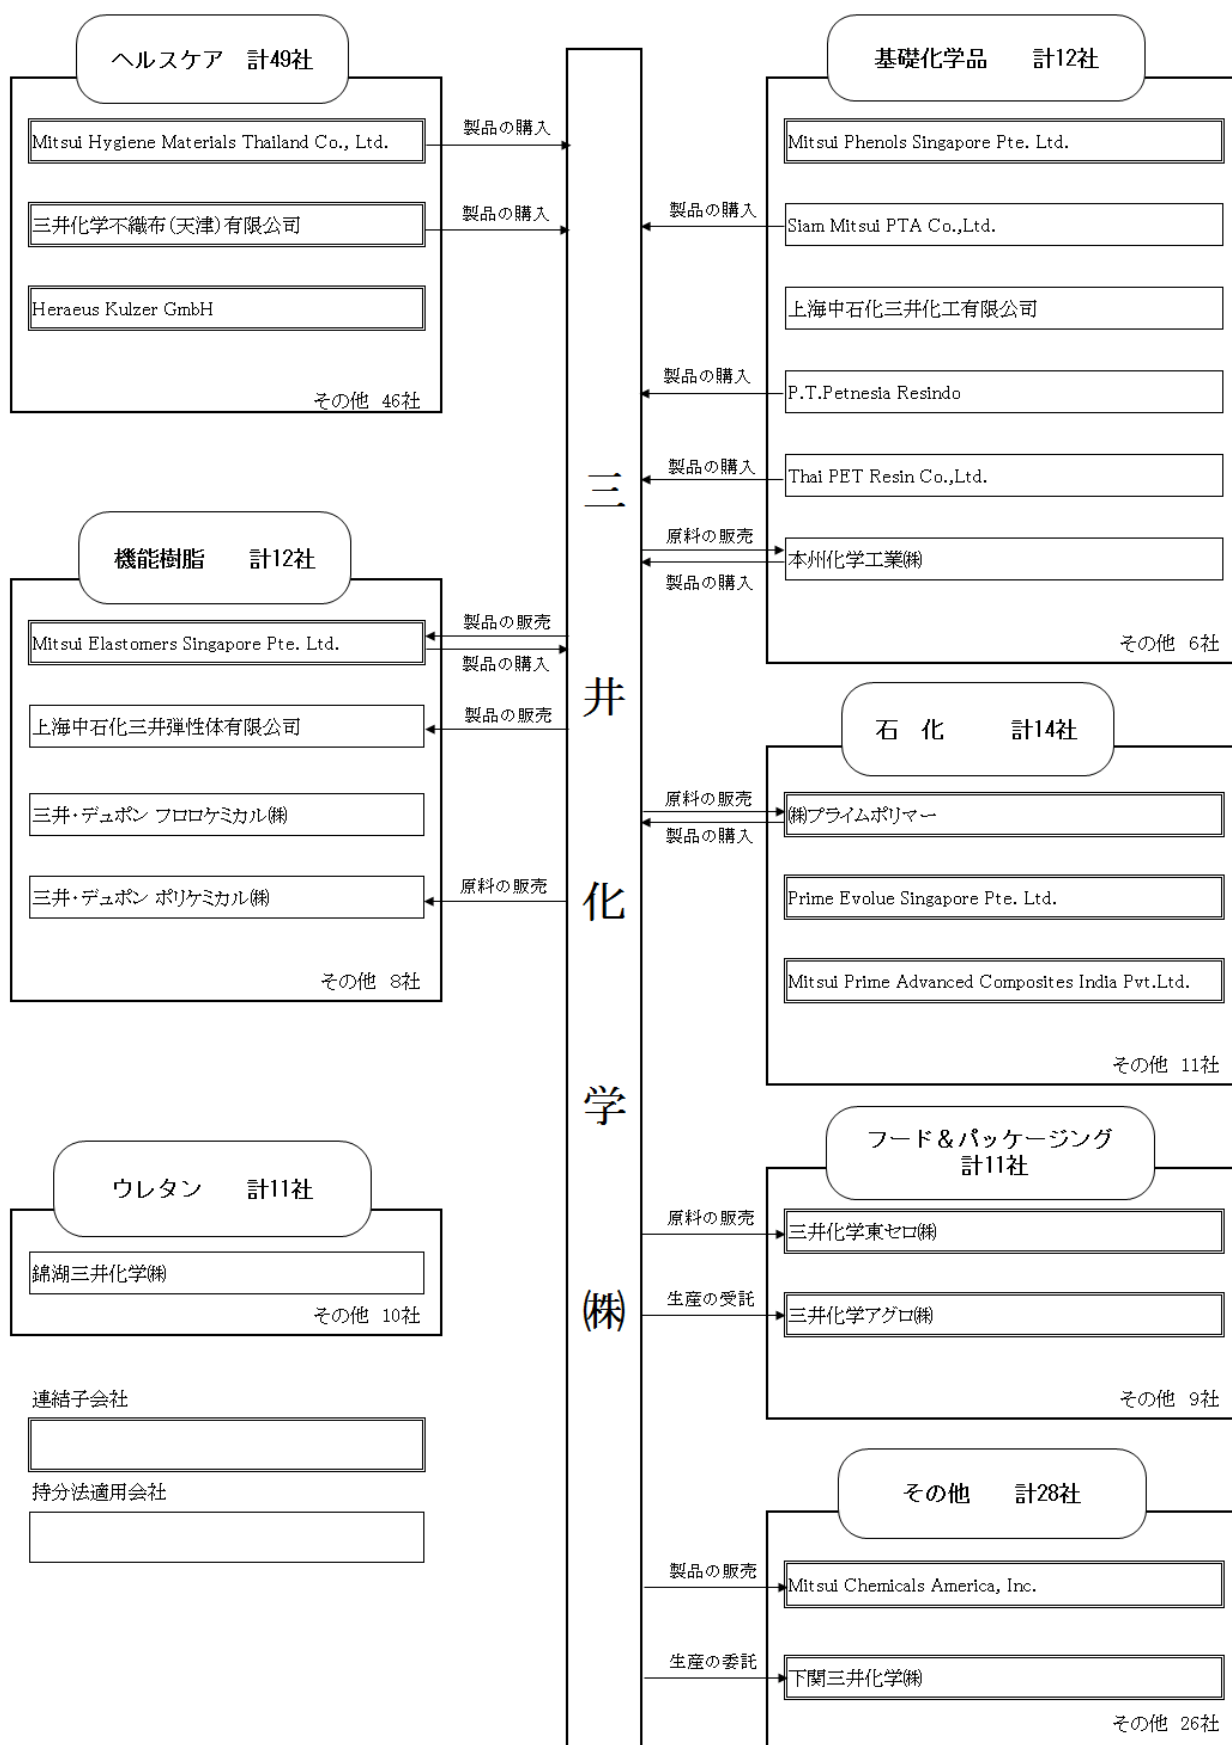 ヘルスケア 計49社
Mitsui Hygiene Materials Thailand Co., Ltd.
製品の購入
三井化学不織布(天津)有限公司
製品の購入
Heraeus Kulzer GmbH
その他 46社
機能樹脂 計12社
Mitsui Elastomers Singapore Pte. Ltd.
製品の販売
製品の購入
上海中石化三井弾性体有限公司
製品の販売
三井・デュポン フロロケミカル㈱
三井・デュポン ポリケミカル㈱
原料の販売
その他 8社
ウレタン 計11社
錦湖三井化学㈱
その他 10社
連結子会社
持分法適用会社
三
井
化
学
㈱
基礎化学品 計12社
Mitsui Phenols Singapore Pte. Ltd.
製品の購入
Siam Mitsui PTA Co.,Ltd.
上海中石化三井化工有限公司
製品の購入
P.T.Petnesia Resindo
製品の購入
Thai PET Resin Co.,Ltd.
原料の販売
本州化学工業㈱
製品の購入
その他 6社
石 化 計14社
原料の販売
㈱プライムポリマー
製品の購入
Prime Evolue Singapore Pte. Ltd.
Mitsui Prime Advanced Composites India Pvt.Ltd.
その他 11社
フード＆パッケージング
計11社
原料の販売
三井化学東セロ㈱
生産の受託
三井化学アグロ㈱
その他 9社
その他 計28社
製品の販売
Mitsui Chemicals America, Inc.
生産の委託
下関三井化学㈱
その他 26社